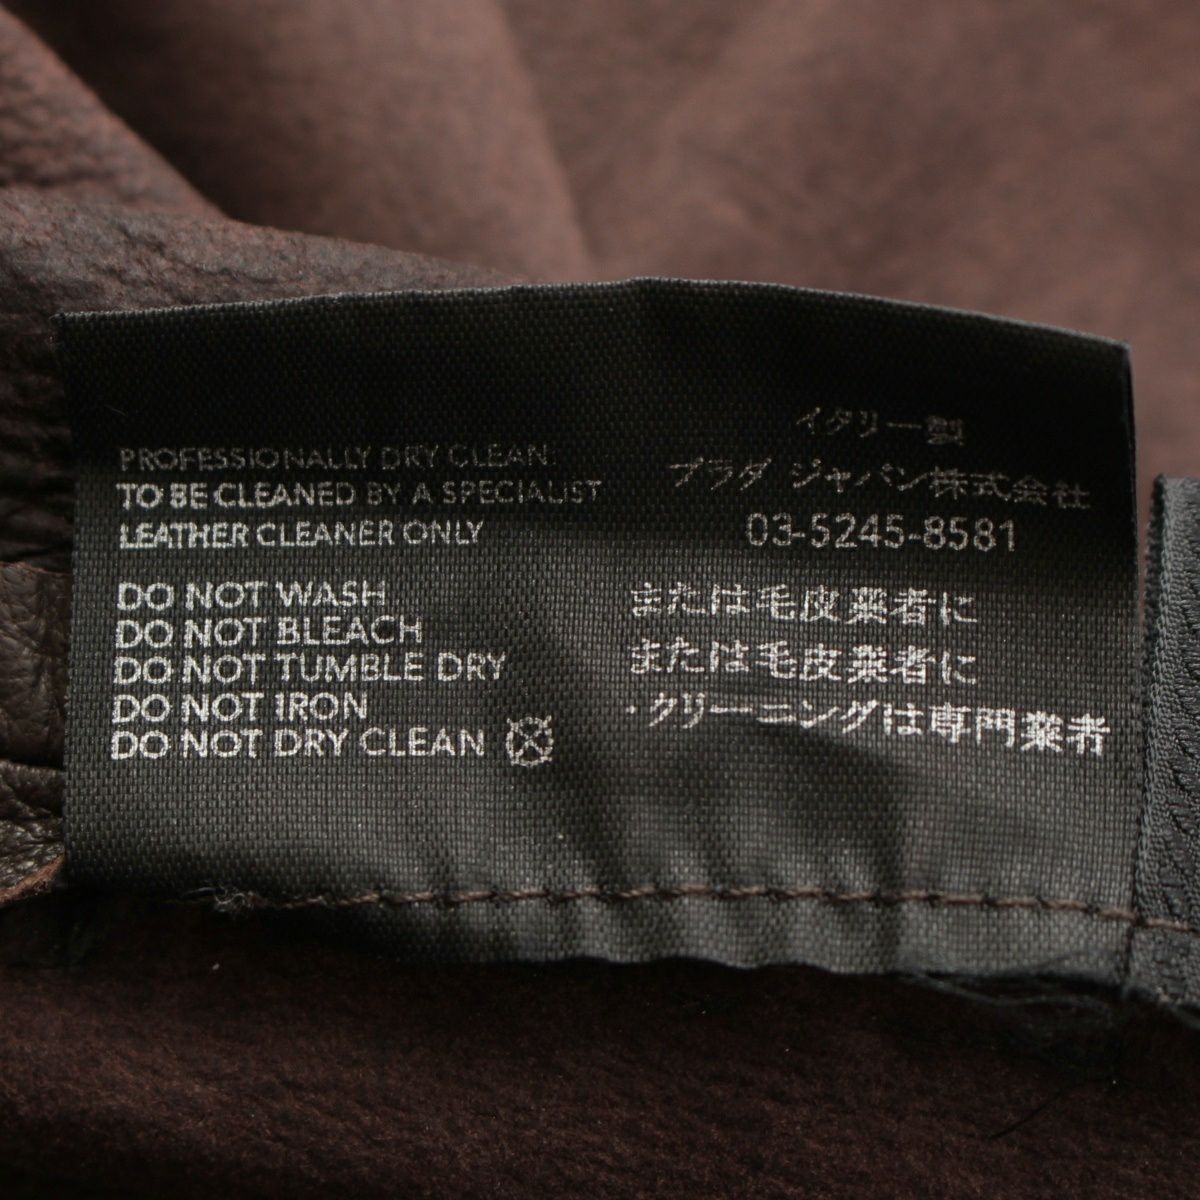 PROFESSIONALLY DRY CLEAN
TO BE CLEANED BY A SPECIALIST
LEATHER CLEANER ONLY
DO NOT WASH
DO NOT BLEACH
DO NOT TUMBLE DRY
DO NOT IRON
DO NOT DRY CLEAN
イタリー製
プラダ ジャパン株式会社
03-5245-8581
または毛皮業者に
または毛皮業者に
・クリーニングは専門業者